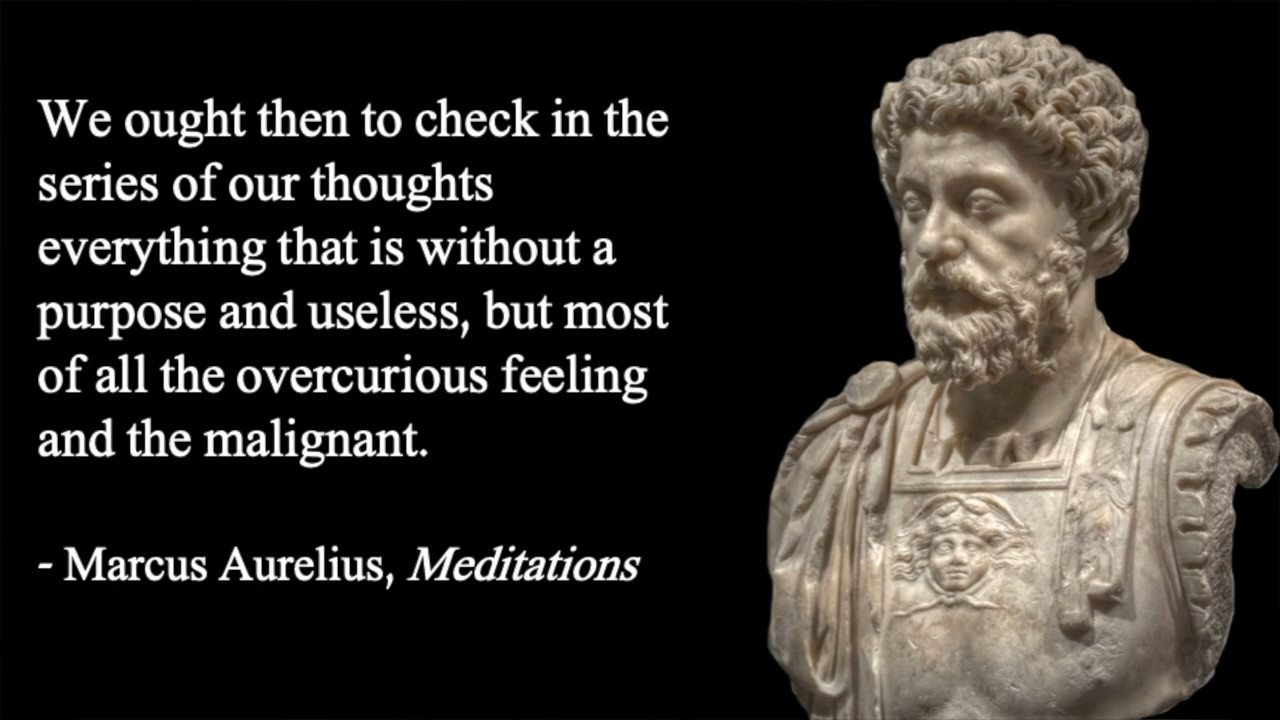 We ought then to check in the
series of our thoughts
everything that is without a
purpose and useless, but most
of all the overcurious feeling
and the malignant.
- Marcus Aurelius, Meditations